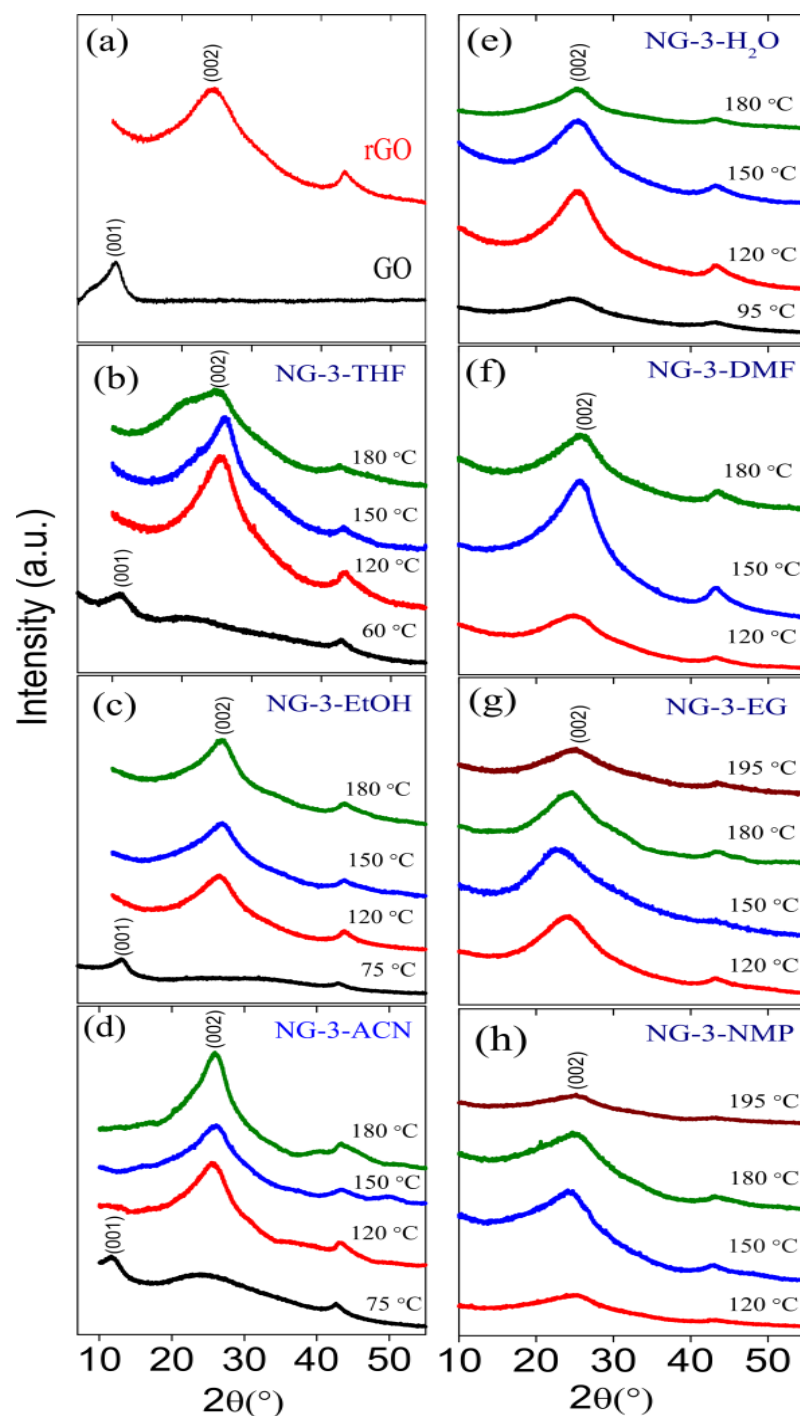 Intensity (a.u.)
(a)
(002)
rGO
(001)
GO
(b)
NG-3-THF
(002)
180 °C
150 °C
120 °C
(001)
60 °C
(c)
NG-3-EtOH
(002)
180 °C
150 °C
120 °C
(001)
75 °C
(d)
NG-3-ACN
(002)
180 °C
150 °C
120 °C
(001)
75 °C
10 20 30 40 50
2θ(°)
(e)
NG-3-H₂O
(002)
180 °C
150 °C
120 °C
95 °C
(f)
NG-3-DMF
(002)
180 °C
150 °C
120 °C
(g)
NG-3-EG
(002)
195 °C
180 °C
150 °C
120 °C
(h)
NG-3-NMP
(002)
195 °C
180 °C
150 °C
120 °C
10 20 30 40 50
2θ(°)